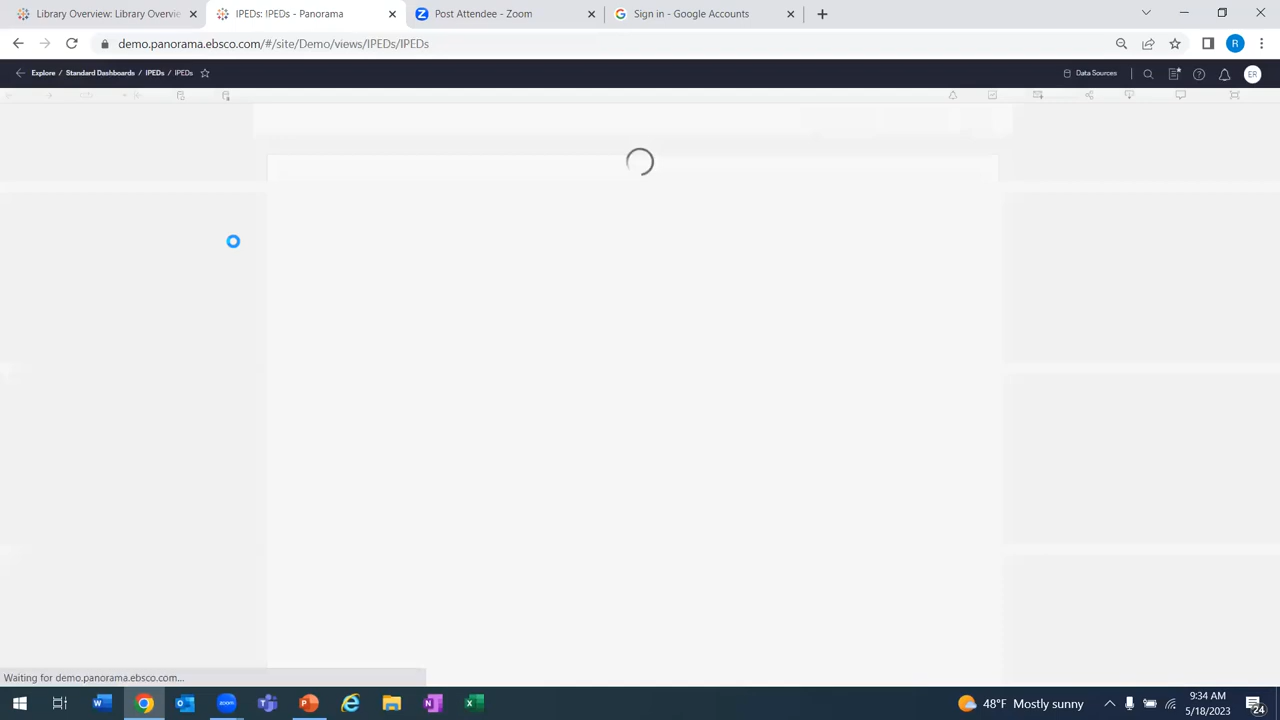 Library Overview: Library Overvie
IPEDs: IPEDs - Panorama
Post Attendee - Zoom
Sign in - Google Accounts
demo.panorama.ebsco.com/#/site/Demo/views/IPEDs/IPEDs
R
Explore / Standard Dashboards / IPEDs / IPEDs
Data Sources
ER
Waiting for demo.panorama.ebsco.com...
48°F Mostly sunny
9:34 AM
5/18/2023
24